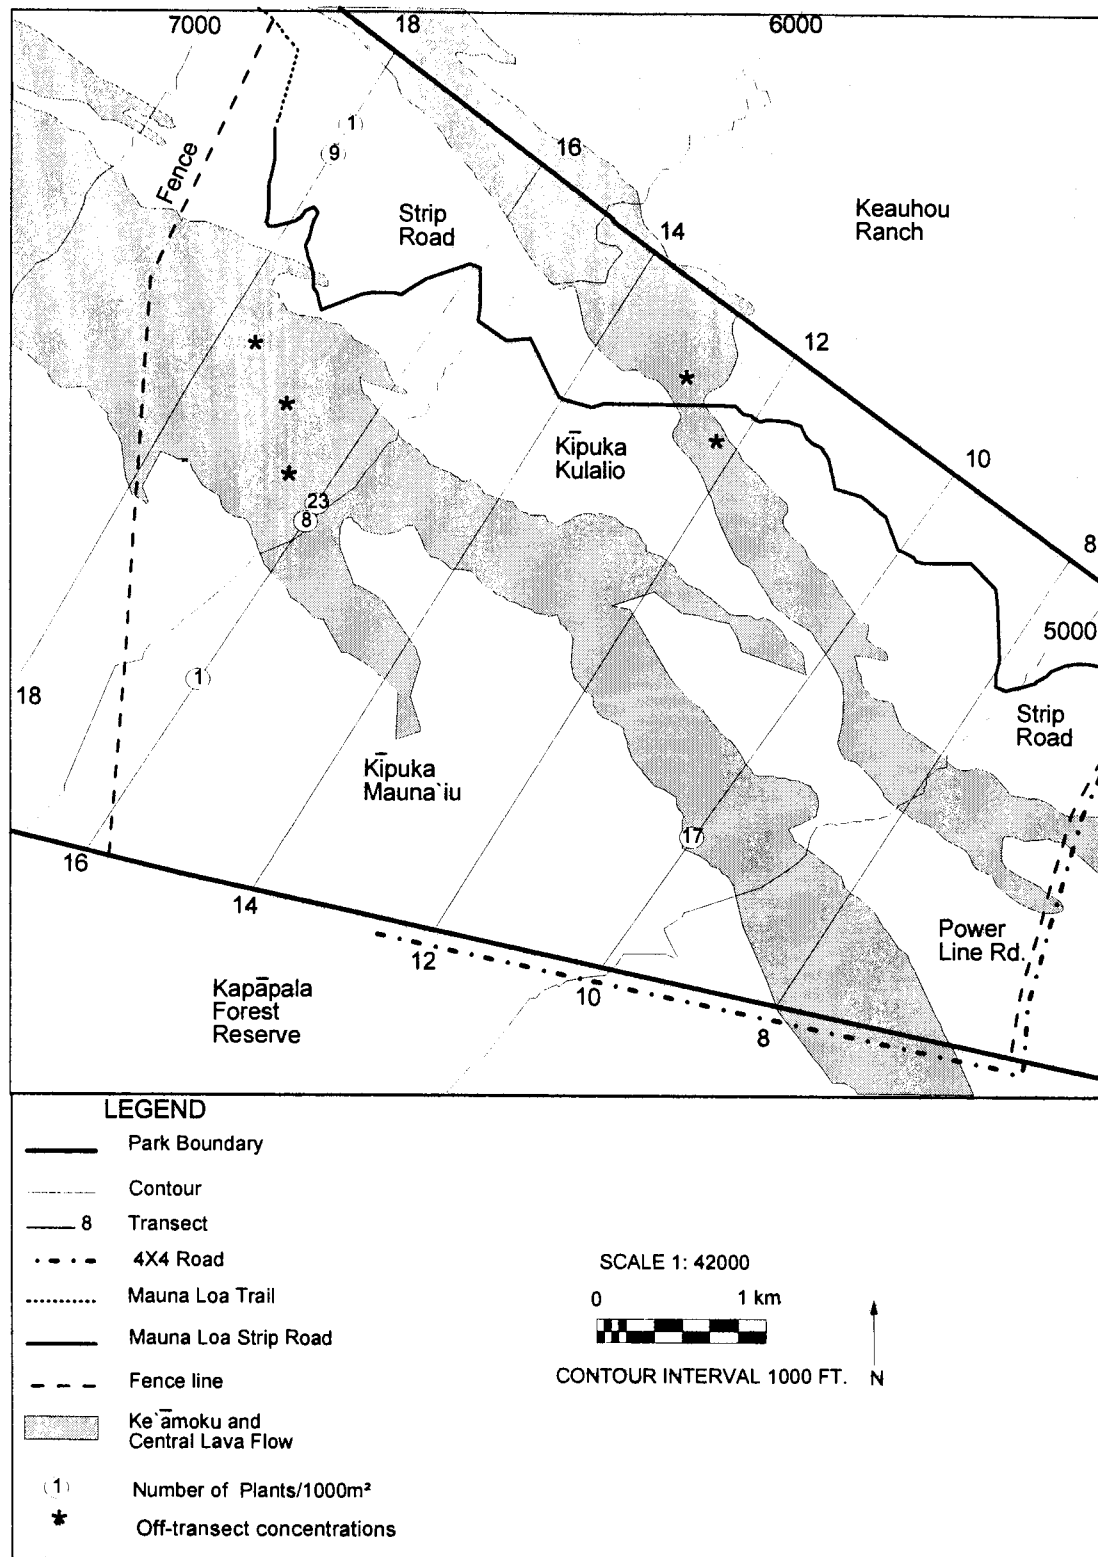 7000
18
6000
1
9
Fence
16
Strip
Road
Keauhou
Ranch
14
12
Kīpuka
Kulalio
10
23
8
8
5000
1
18
Strip
Road
Kīpuka
Mauna`iu
17
16
14
Power
Line Rd.
12
Kapāpala
Forest
Reserve
10
8
LEGEND
Park Boundary
Contour
8 Transect
4X4 Road
Mauna Loa Trail
Mauna Loa Strip Road
Fence line
Ke`āmoku and
Central Lava Flow
1 Number of Plants/1000m²
* Off-transect concentrations
SCALE 1: 42000
0 1 km
CONTOUR INTERVAL 1000 FT.
N